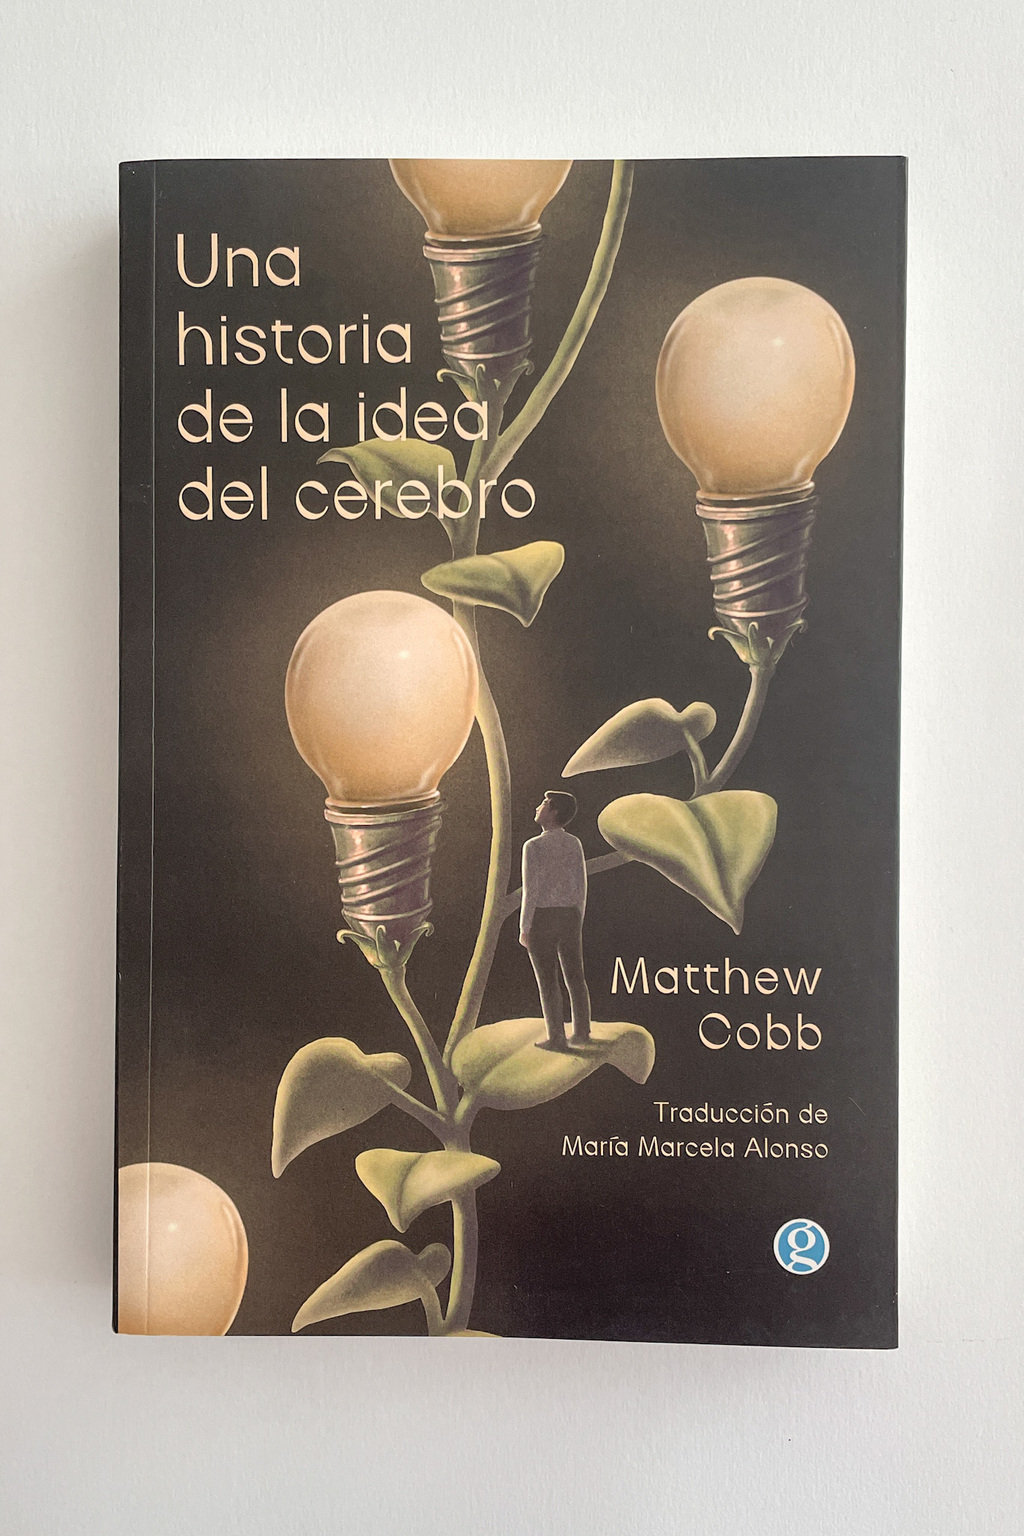 Una
historia
de la idea
del cerebro
Matthew
Cobb
Traducción de
María Marcela Alonso
g